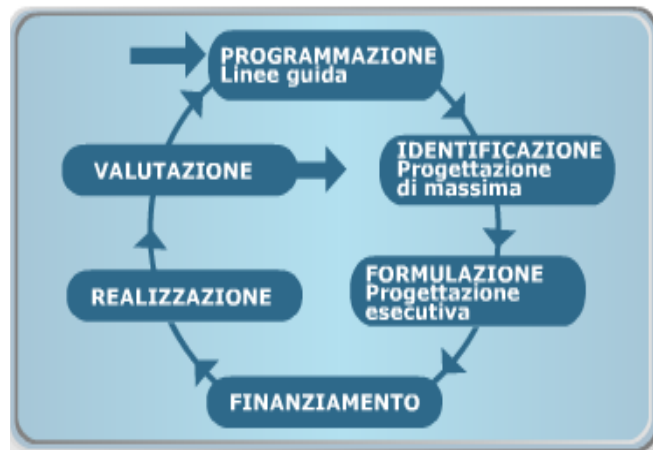 PROGRAMMAZIONE
Linee guida
IDENTIFICAZIONE
Progettazione
di massima
FORMULAZIONE
Progettazione
esecutiva
FINANZIAMENTO
REALIZZAZIONE
VALUTAZIONE